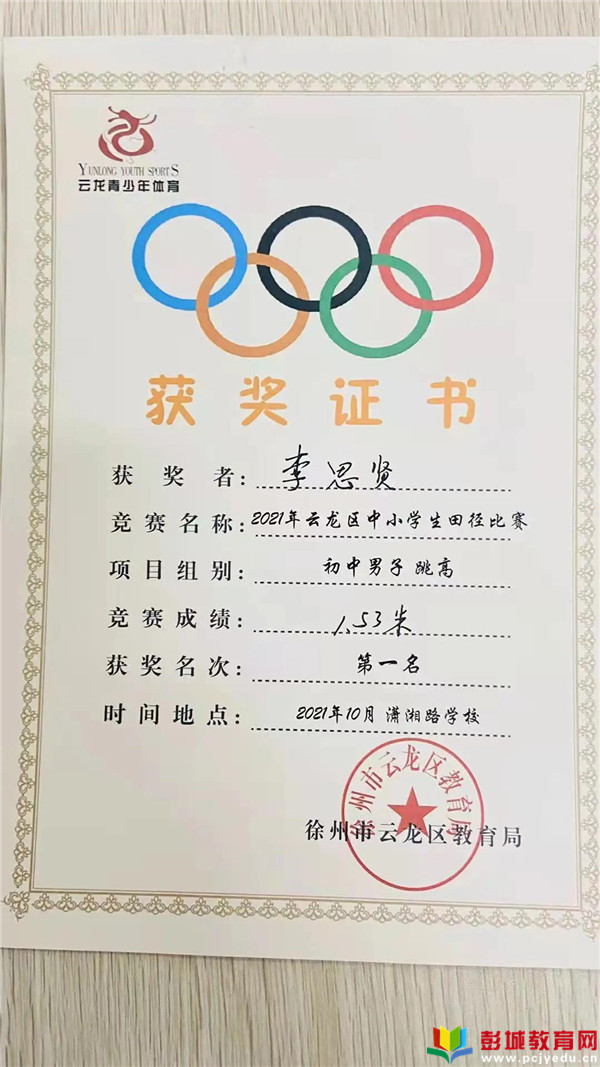 YUNLONG YOUTH SPORTS
云龙青少年体育
获奖证书
获奖者: 李思贤
竞赛名称: 2021年云龙区中小学生田径比赛
项目组别: 初中男子 跳高
竞赛成绩: 1.53米
获奖名次: 第一名
时间地点: 2021年10月 潇湘路学校
徐州市云龙区教育局
徐州市云龙区教育局
彭城教育网
www.pcjyedu.cn